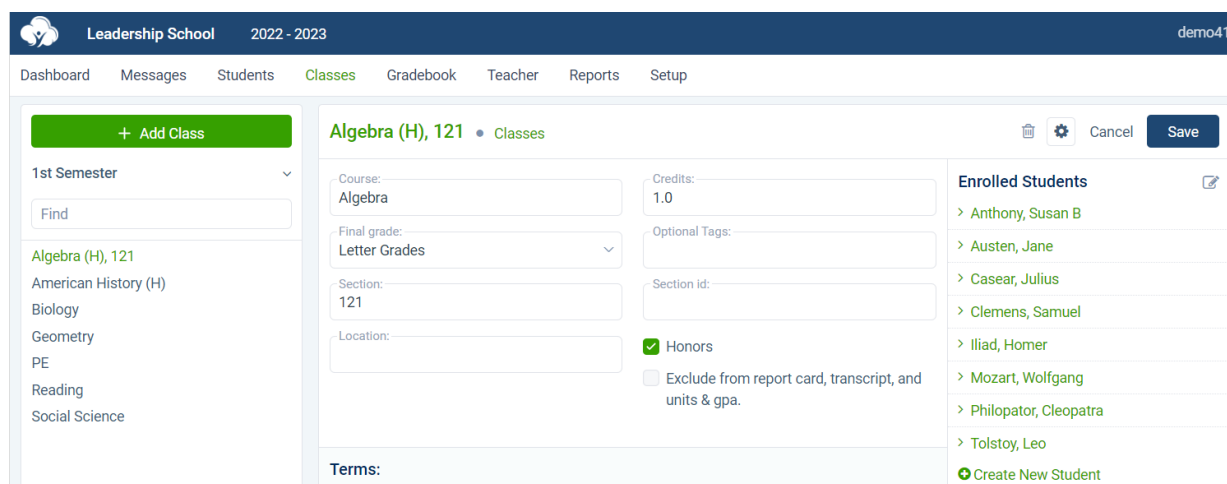 Leadership School 2022 - 2023 demo41
Dashboard Messages Students Classes Gradebook Teacher Reports Setup
+ Add Class
1st Semester
Find
Algebra (H), 121
American History (H)
Biology
Geometry
PE
Reading
Social Science
Algebra (H), 121 • Classes
Cancel
Save
Course:
Algebra
Credits:
1.0
Final grade:
Letter Grades
Optional Tags:
Section:
121
Section id:
Location:
Honors
Exclude from report card, transcript, and
units & gpa.
Terms:
Enrolled Students
Anthony, Susan B
Austen, Jane
Casear, Julius
Clemens, Samuel
Iliad, Homer
Mozart, Wolfgang
Philopator, Cleopatra
Tolstoy, Leo
Create New Student